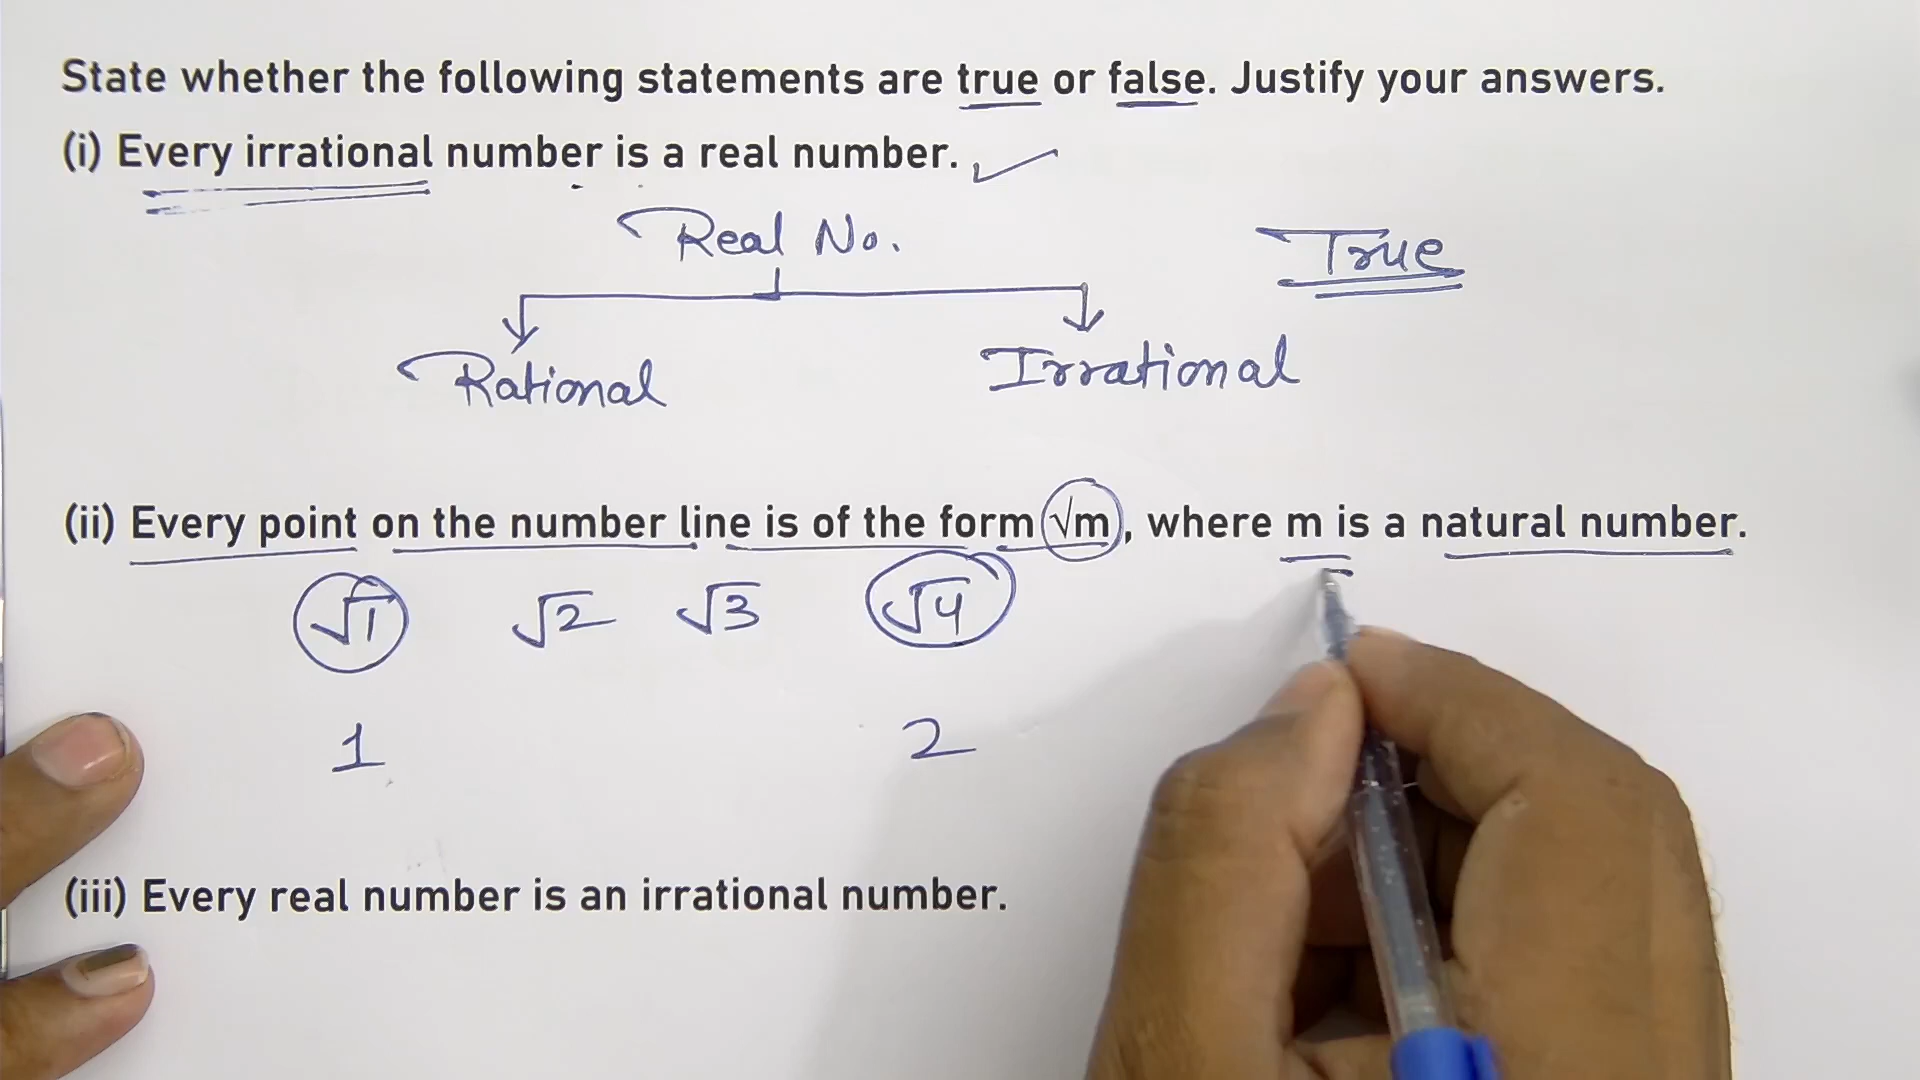 State whether the following statements are true or false. Justify your answers.
(i) Every irrational number is a real number.
Real No.
True
Rational Irrational
(ii) Every point on the number line is of the form √m, where m is a natural number.
√1 √2 √3 √4
1 2
(iii) Every real number is an irrational number.